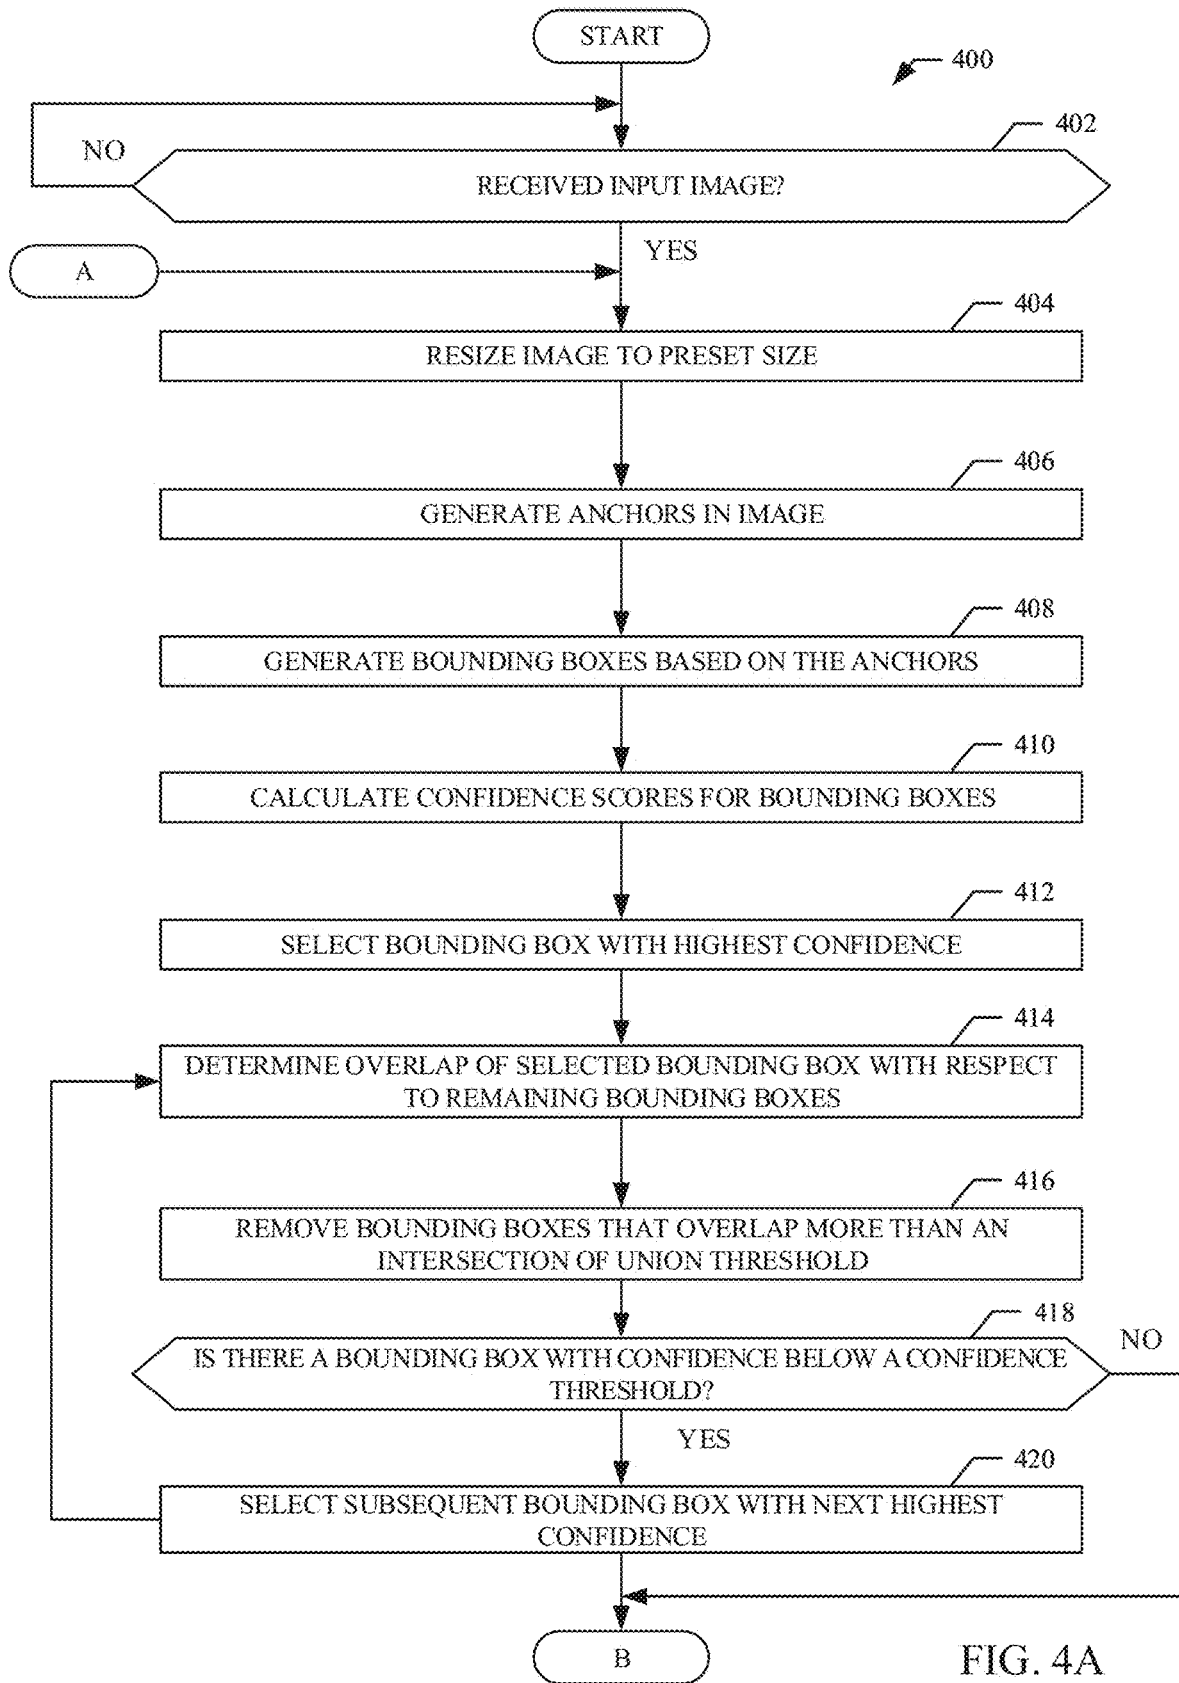 START
400
402
NO
RECEIVED INPUT IMAGE?
YES
A
404
RESIZE IMAGE TO PRESET SIZE
406
GENERATE ANCHORS IN IMAGE
408
GENERATE BOUNDING BOXES BASED ON THE ANCHORS
410
CALCULATE CONFIDENCE SCORES FOR BOUNDING BOXES
412
SELECT BOUNDING BOX WITH HIGHEST CONFIDENCE
414
DETERMINE OVERLAP OF SELECTED BOUNDING BOX WITH RESPECT
TO REMAINING BOUNDING BOXES
416
REMOVE BOUNDING BOXES THAT OVERLAP MORE THAN AN
INTERSECTION OF UNION THRESHOLD
418
NO
IS THERE A BOUNDING BOX WITH CONFIDENCE BELOW A CONFIDENCE
THRESHOLD?
YES
420
SELECT SUBSEQUENT BOUNDING BOX WITH NEXT HIGHEST
CONFIDENCE
B
FIG. 4A